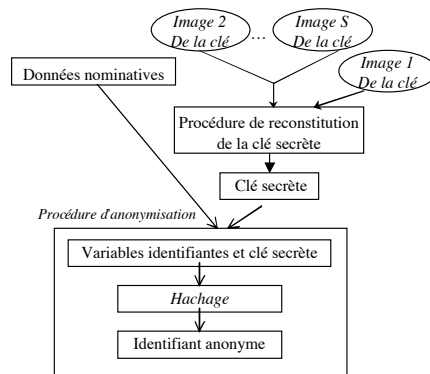 Image 2
De la clé
…
Image S
De la clé
Image 1
De la clé
Données nominatives
Procédure de reconstitution
de la clé secrète
Clé secrète
Procédure d'anonymisation
Variables identifiantes et clé secrète
Hachage
Identifiant anonyme